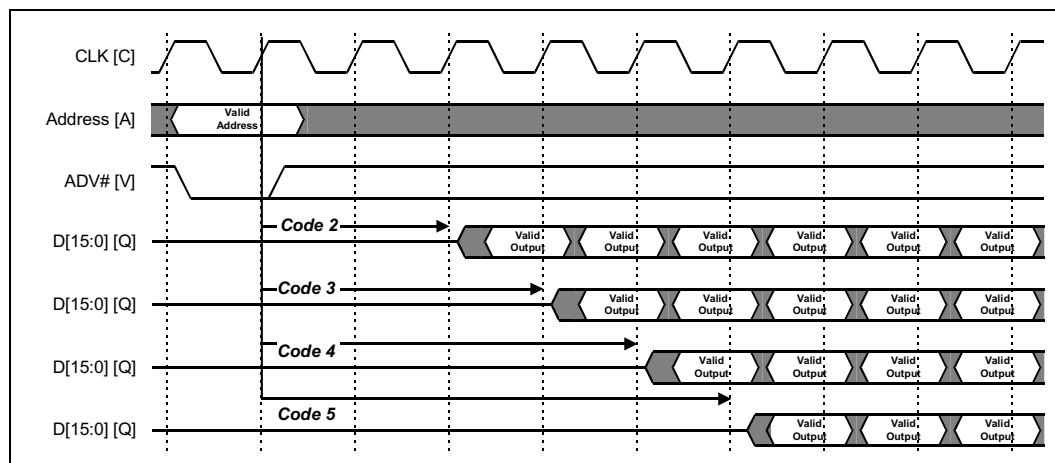 CLK [C]
Address [A]
Valid
Address
ADV# [V]
Code 2
D[15:0] [Q]
Valid Valid Valid Valid Valid Valid
Output Output Output Output Output Output
Code 3
D[15:0] [Q]
Valid Valid Valid Valid Valid
Output Output Output Output Output
Code 4
D[15:0] [Q]
Valid Valid Valid Valid
Output Output Output Output
Code 5
D[15:0] [Q]
Valid Valid Valid
Output Output Output